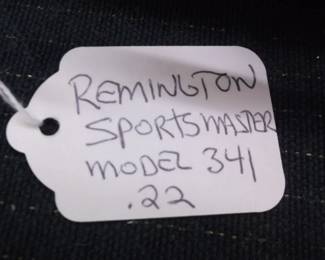 REMINGTON
SPORTSMASTER
MODEL 341
.22